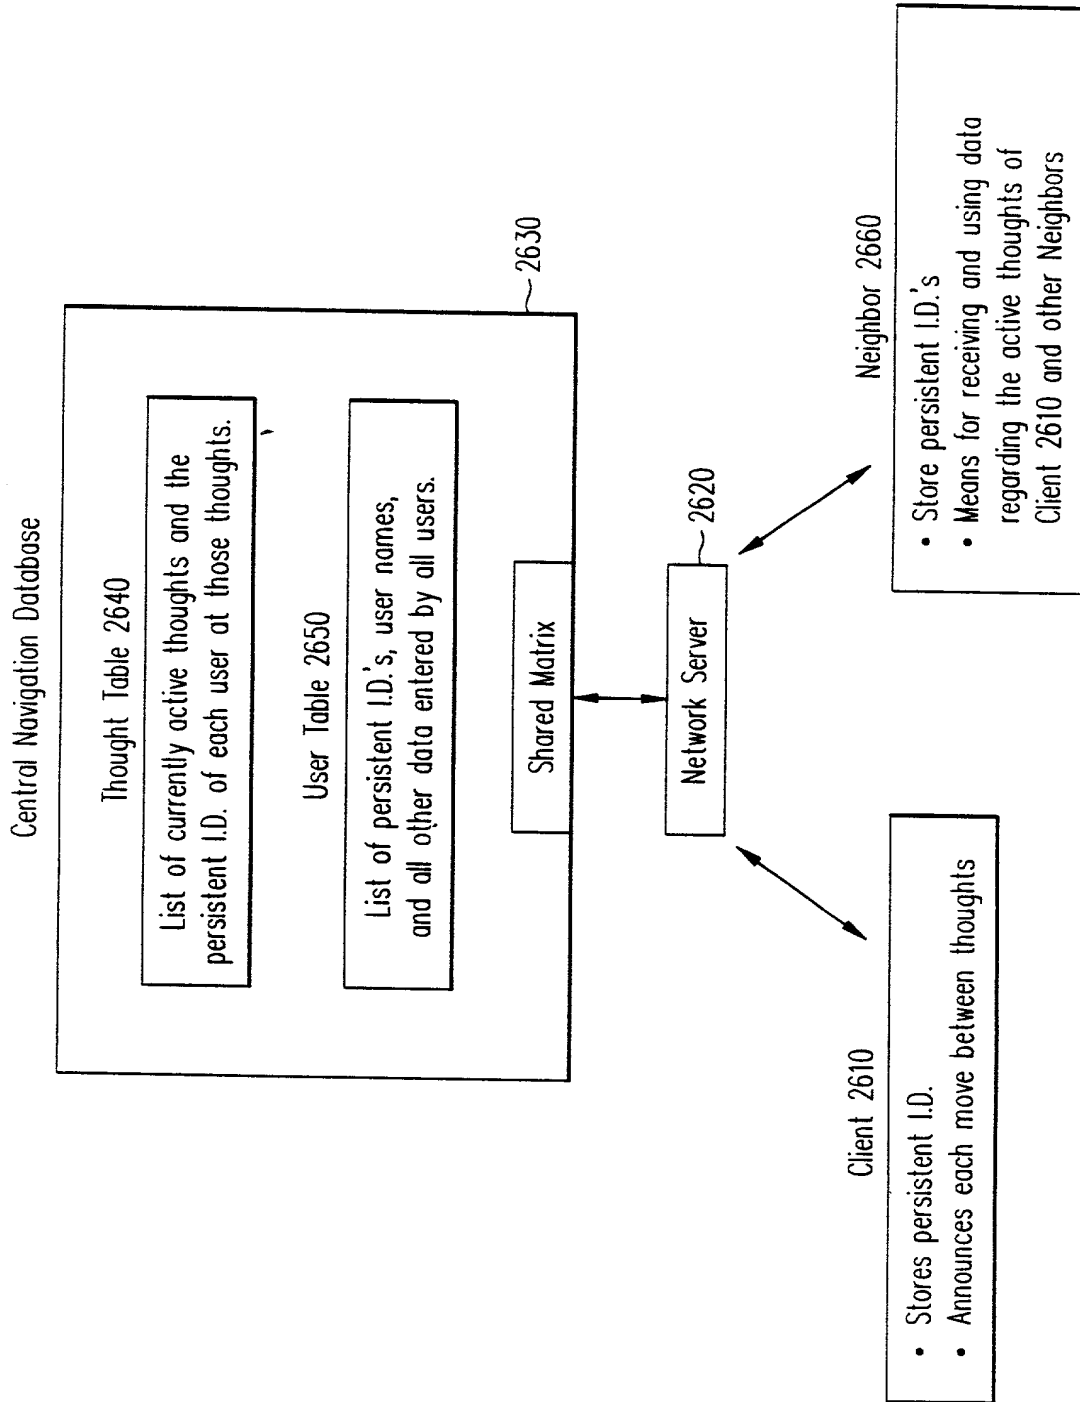 Central Navigation Database
Thought Table 2640
List of currently active thoughts and the
persistent I.D. of each user at those thoughts.
User Table 2650
List of persistent I.D.'s, user names,
and all other data entered by all users.
Shared Matrix
2630
Network Server
2620
Client 2610
• Stores persistent I.D.
• Announces each move between thoughts
Neighbor 2660
• Store persistent I.D.'s
• Means for receiving and using data
regarding the active thoughts of
Client 2610 and other Neighbors